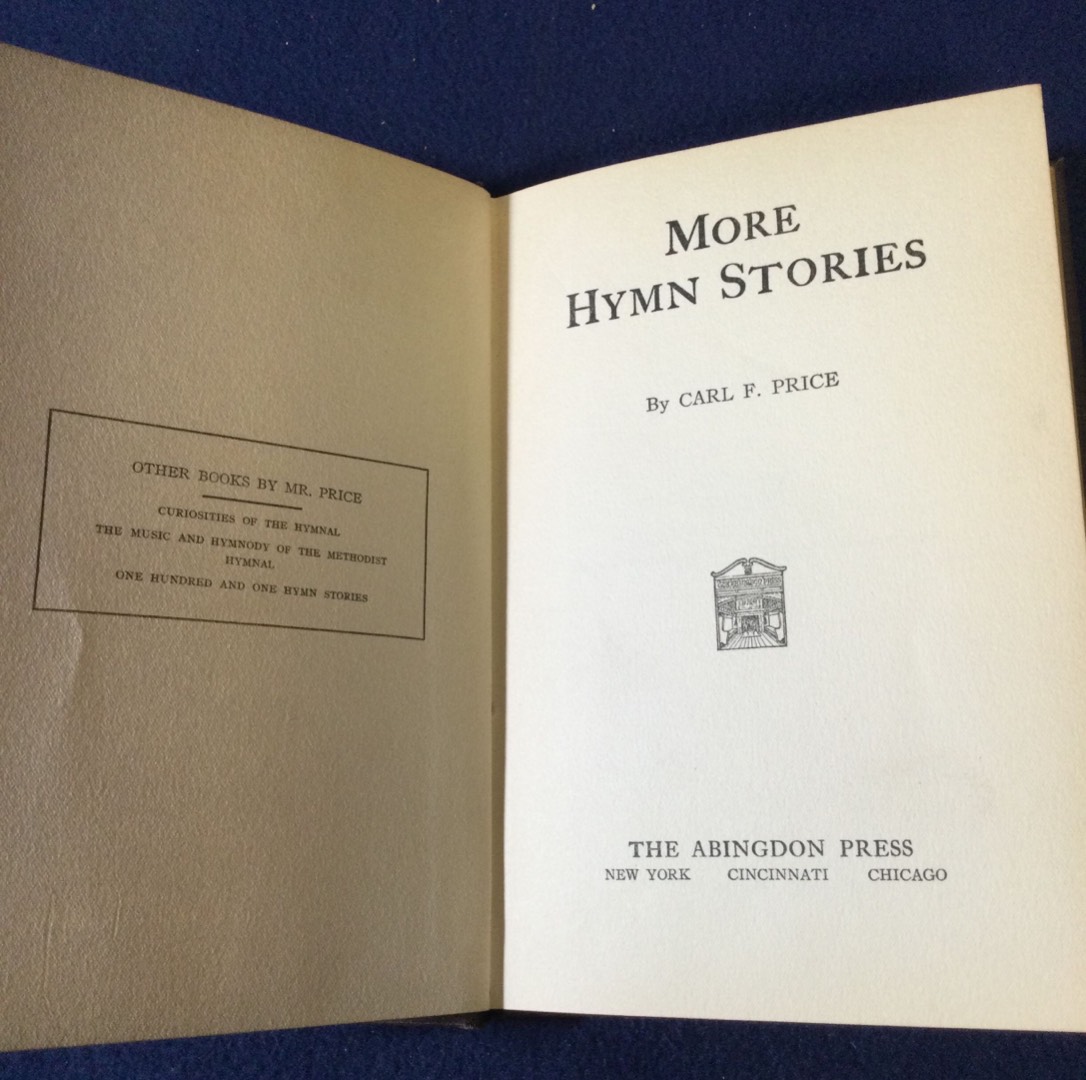 OTHER BOOKS BY MR. PRICE
CURIOSITIES OF THE HYMNAL
THE MUSIC AND HYMNODY OF THE METHODIST
HYMNAL
ONE HUNDRED AND ONE HYMN STORIES
MORE
HYMN STORIES
By CARL F. PRICE
THE ABINGDON PRESS
NEW YORK CINCINNATI CHICAGO